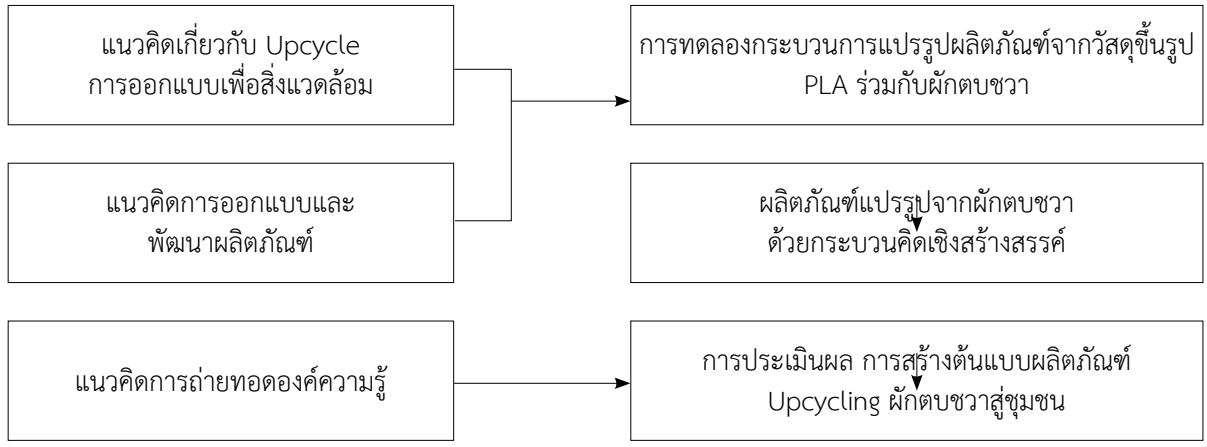 แนวคิดเกี่ยวกับ Upcycle
การออกแบบเพื่อสิ่งแวดล้อม
การทดลองกระบวนการแปรรูปผลิตภัณฑ์จากวัสดุขึ้นรูป
PLA ร่วมกับผักตบชวา
แนวคิดการออกแบบและ
พัฒนาผลิตภัณฑ์
ผลิตภัณฑ์แปรรูปจากผักตบชวา
ด้วยกระบวนคิดเชิงสร้างสรรค์
แนวคิดการถ่ายทอดองค์ความรู้
การประเมินผล การสร้างต้นแบบผลิตภัณฑ์
Upcycling ผักตบชวาสู่ชุมชน